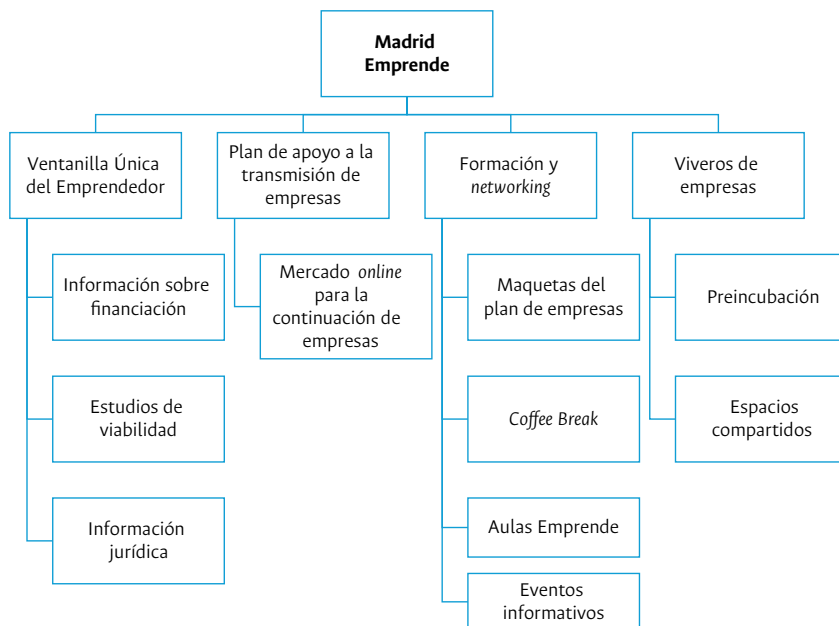 Madrid
Emprende
Ventanilla Única
del Emprendedor
Información sobre
financiación
Estudios de
viabilidad
Información
jurídica
Plan de apoyo a la
transmisión de
empresas
Mercado online
para la
continuación de
empresas
Formación y
networking
Maquetas del
plan de empresas
Coffee Break
Aulas Emprende
Eventos
informativos
Viveros de
empresas
Preincubación
Espacios
compartidos